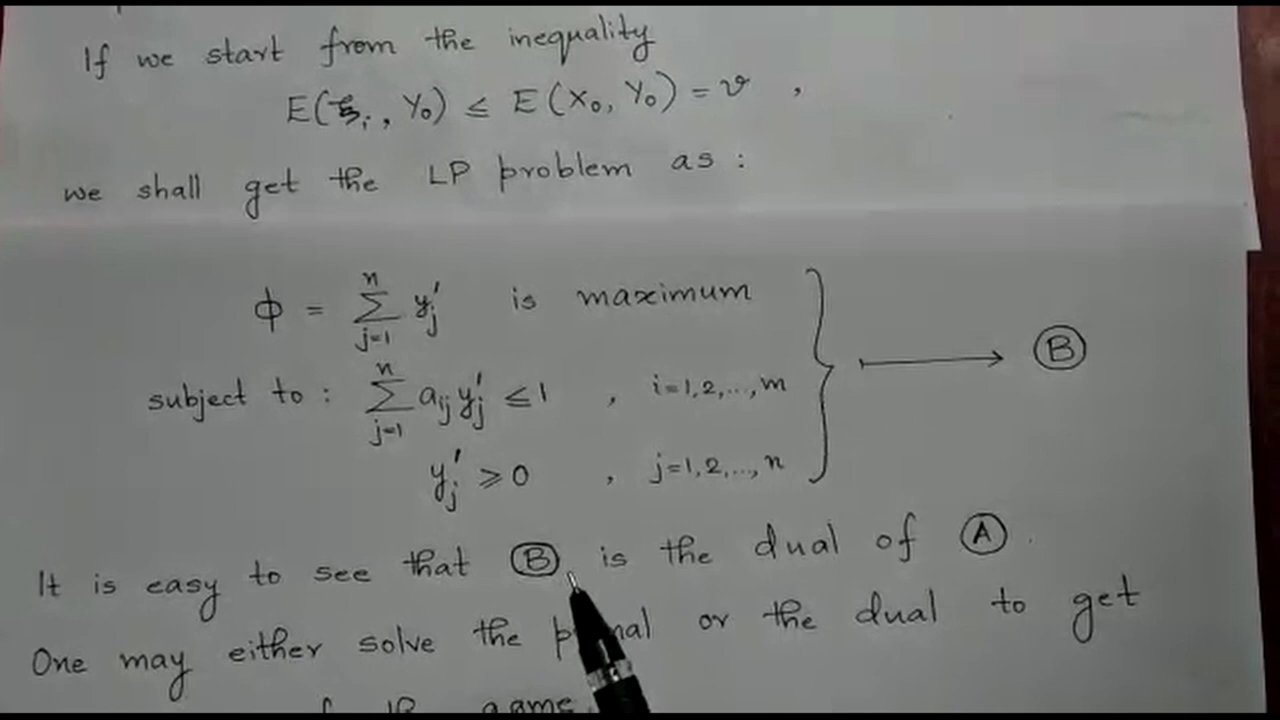 If we start from the inequality
E(ξᵢ, Y₀) ≤ E(X₀, Y₀) = v ,
we shall get the LP problem as :
ϕ = ∑_{j=1}^{n} y'ⱼ is maximum
subject to : ∑_{j=1}^{n} aᵢⱼ y'ⱼ ≤ 1 , i=1,2,...,m
y'ⱼ ≥ 0 , j=1,2,...,n
→ Ⓑ
It is easy to see that Ⓑ is the dual of Ⓐ .
One may either solve the primal or the dual to get
game